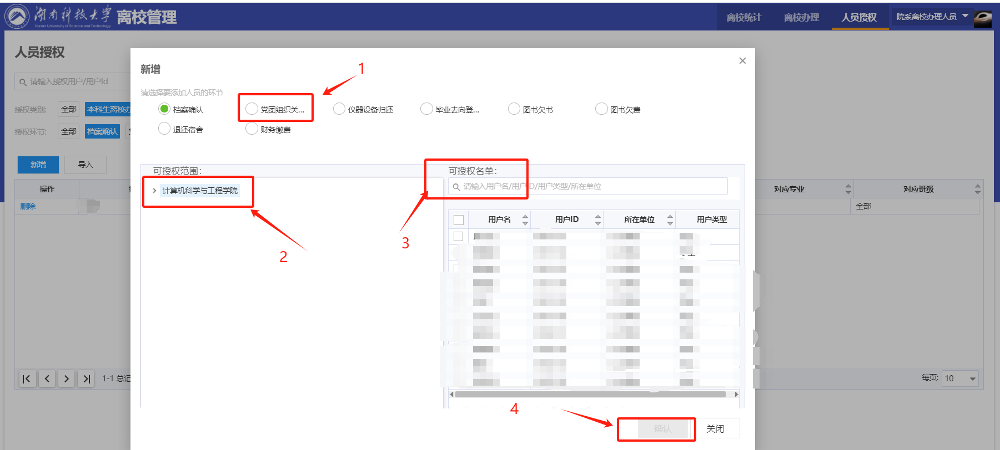 湖南科技大学 离校管理
Hunan University of Science and Technology
离校统计 离校办理 人员授权 院系离校办理人员
人员授权
请输入授权用户/用户Id
授权类别: 全部 本科生离校办
授权环节: 全部 档案确认
新增 导入
操作
删除
对应专业 对应班级
全部
1-1 总记
每页: 10
新增
×
1
请选择要添加人员的环节
档案确认 党团组织关... 仪器设备归还 毕业去向登... 图书欠书 图书欠费
退还宿舍 财务缴费
可授权范围:
计算机科学与工程学院
2
可授权名单:
请输入用户名/用户ID/用户类型/所在单位
3
用户名 用户ID 所在单位 用户类型
4
确认 关闭